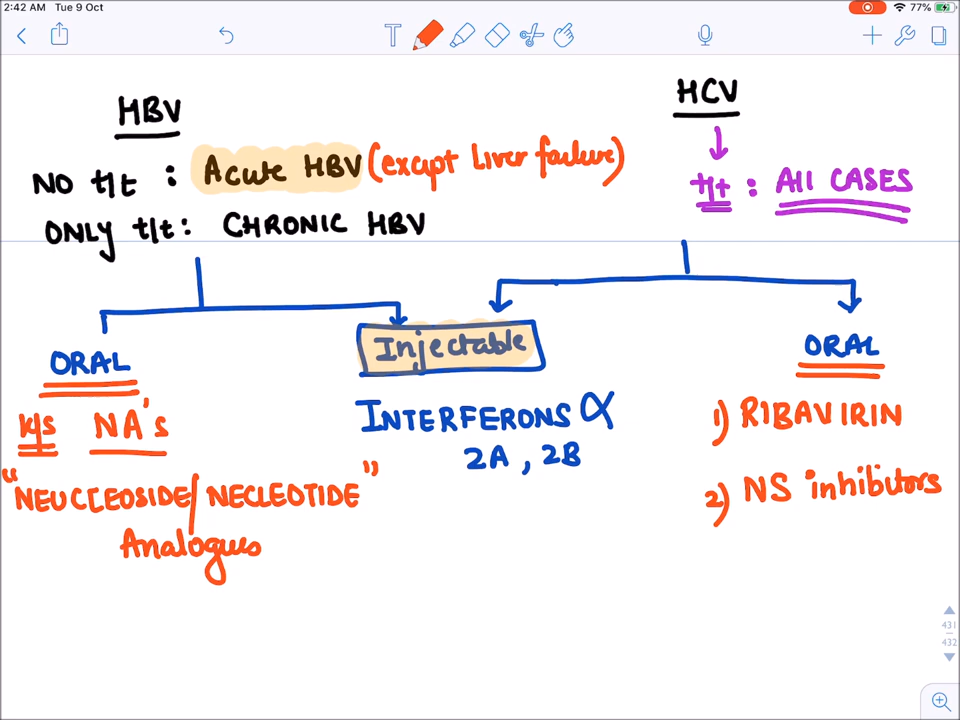 2:42 AM Tue 9 Oct
77%
T
HBV
NO t/t : Acute HBV (except Liver failure)
ONLY t/t : CHRONIC HBV
HCV
t/t : All CASES
ORAL
K/S NA's
"NEUCLEOSIDE/NECLEOTIDE"
Analogues
Injectable
INTERFERONS α
2A , 2B
ORAL
1) RIBAVIRIN
2) NS inhibitors
431
432